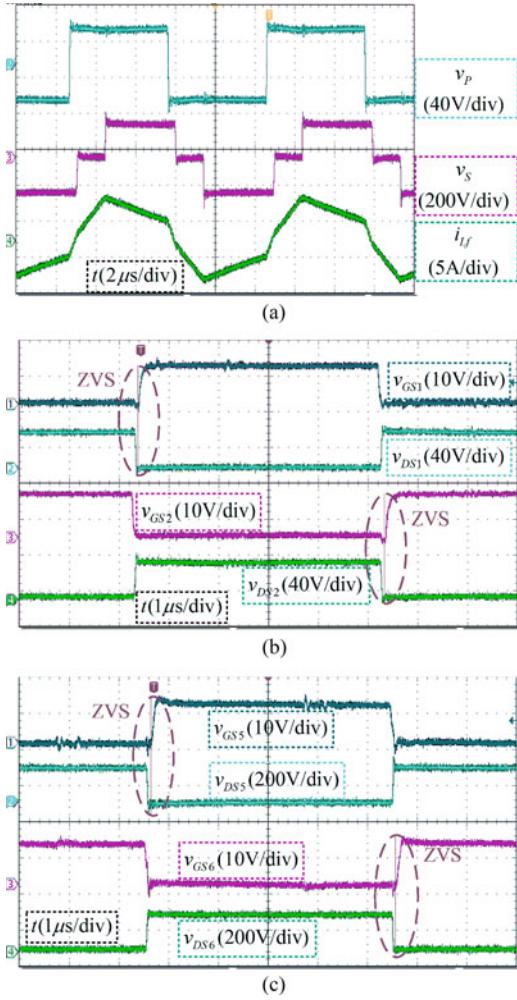 v_P
(40V/div)
v_S
(200V/div)
i_Lf
(5A/div)
t(2μs/div)
(a)
ZVS
v_GS1(10V/div)
v_DS1(40V/div)
v_GS2(10V/div)
ZVS
v_DS2(40V/div)
t(1μs/div)
(b)
ZVS
v_GS5(10V/div)
v_DS5(200V/div)
v_GS6(10V/div)
ZVS
t(1μs/div)
v_DS6(200V/div)
(c)